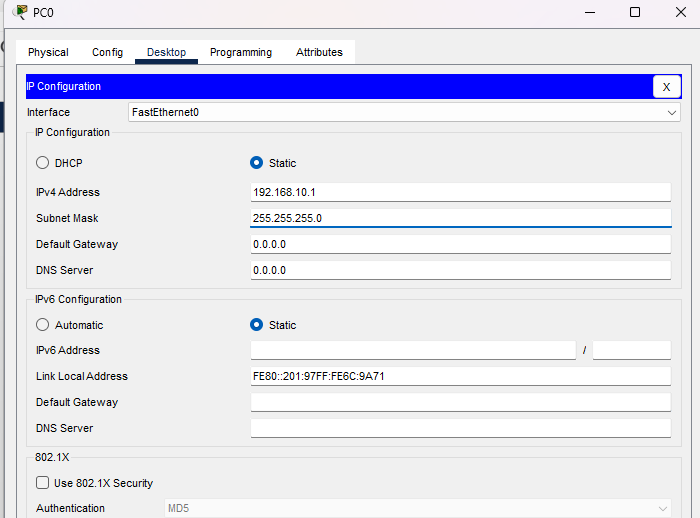 PC0
Physical Config Desktop Programming Attributes
IP Configuration X
Interface FastEthernet0
IP Configuration
DHCP Static
IPv4 Address 192.168.10.1
Subnet Mask 255.255.255.0
Default Gateway 0.0.0.0
DNS Server 0.0.0.0
IPv6 Configuration
Automatic Static
IPv6 Address /
Link Local Address FE80::201:97FF:FE6C:9A71
Default Gateway
DNS Server
802.1X
Use 802.1X Security
Authentication MD5